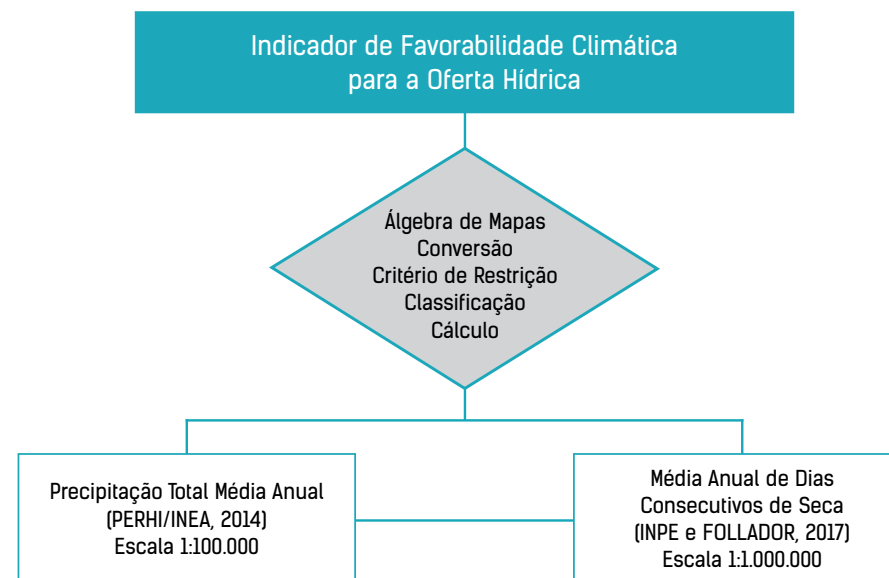 Indicador de Favorabilidade Climática
para a Oferta Hídrica
Álgebra de Mapas
Conversão
Critério de Restrição
Classificação
Cálculo
Precipitação Total Média Anual
(PERHI/INEA, 2014)
Escala 1:100.000
Média Anual de Dias
Consecutivos de Seca
(INPE e FOLLADOR, 2017)
Escala 1:1.000.000